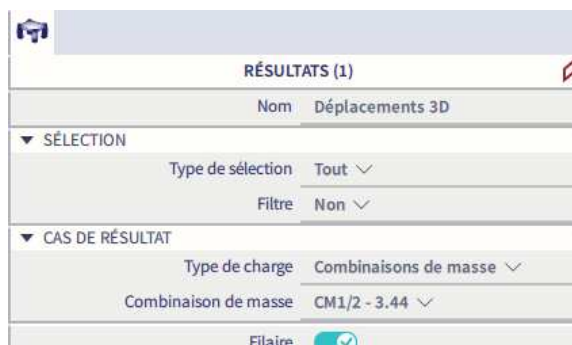 RÉSULTATS (1)
Nom Déplacements 3D
SÉLECTION
Type de sélection Tout
Filtre Non
CAS DE RÉSULTAT
Type de charge Combinaisons de masse
Combinaison de masse CM1/2 - 3.44
Filaire